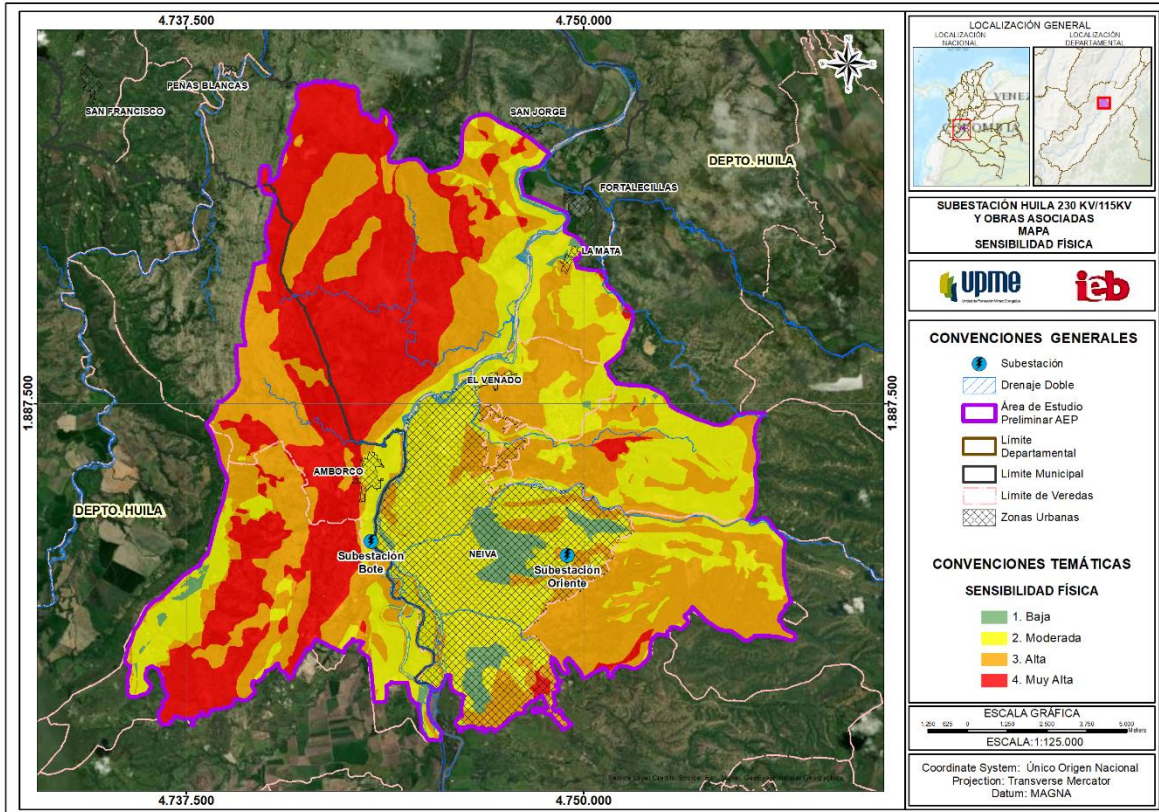 4.737.500
4.750.000
1.887.500
1.887.500
PEÑAS BLANCAS
SAN FRANCISCO
SAN JORGE
DEPTO. HUILA
FORTALECILLAS
LA MATA
EL VENADO
AMBORCO
DEPTO. HUILA
NEIVA
Subestación
Bote
Subestación
Oriente
4.737.500
4.750.000
LOCALIZACIÓN GENERAL
LOCALIZACIÓN
NACIONAL
LOCALIZACIÓN
DEPARTAMENTAL
SUBESTACIÓN HUILA 230 KV/115KV
Y OBRAS ASOCIADAS
MAPA
SENSIBILIDAD FÍSICA
upme
Unidad de Planeación Minero Energética
ieb
CONVENCIONES GENERALES
Subestación
Drenaje Doble
Área de Estudio
Preliminar AEP
Límite
Departamental
Límite Municipal
Límite de Veredas
Zonas Urbanas
CONVENCIONES TEMÁTICAS
SENSIBILIDAD FÍSICA
1. Baja
2. Moderada
3. Alta
4. Muy Alta
ESCALA GRÁFICA
1.250 625 0 1.250 2.500 3.750 5.000
Meters
ESCALA:1:125.000
Coordinate System: Único Origen Nacional
Projection: Transverse Mercator
Datum: MAGNA